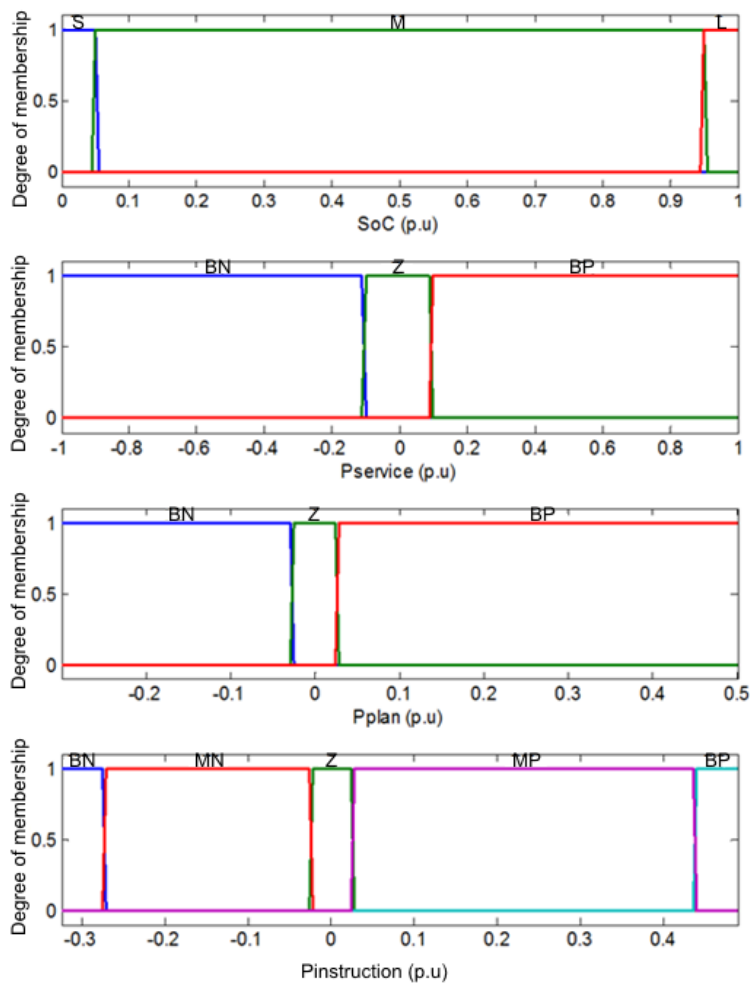 S M L
Degree of membership
1
0.5
0
0 0.1 0.2 0.3 0.4 0.5 0.6 0.7 0.8 0.9 1
SoC (p.u)
BN Z BP
Degree of membership
1
0.5
0
-1 -0.8 -0.6 -0.4 -0.2 0 0.2 0.4 0.6 0.8 1
Pservice (p.u)
BN Z BP
Degree of membership
1
0.5
0
-0.2 -0.1 0 0.1 0.2 0.3 0.4 0.5
Pplan (p.u)
BN MN Z MP BP
Degree of membership
1
0.5
0
-0.3 -0.2 -0.1 0 0.1 0.2 0.3 0.4
Pinstruction (p.u)